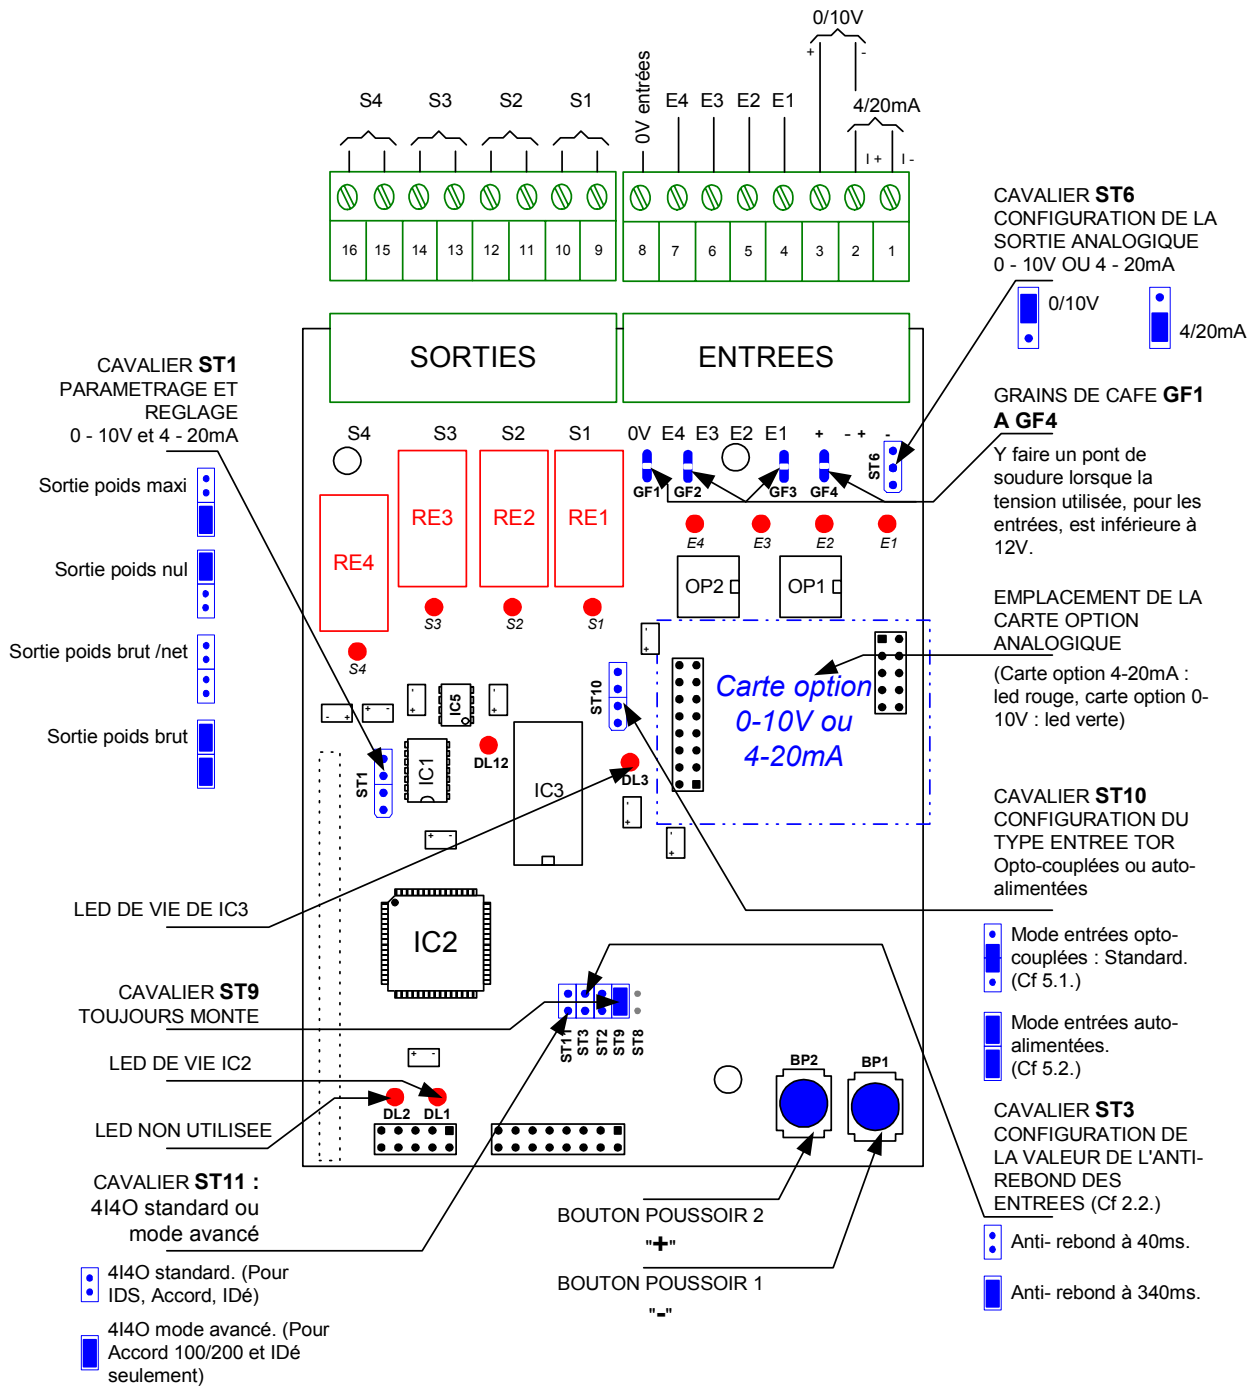 0/10V
+ -
S4 S3 S2 S1 0V entrées E4 E3 E2 E1 4/20mA
I + I -
16 15 14 13 12 11 10 9 8 7 6 5 4 3 2 1
CAVALIER ST6
CONFIGURATION DE LA
SORTIE ANALOGIQUE
0 - 10V OU 4 - 20mA
0/10V
4/20mA
SORTIES ENTREES
CAVALIER ST1
PARAMETRAGE ET
REGLAGE
0 - 10V et 4 - 20mA
Sortie poids maxi
Sortie poids nul
Sortie poids brut /net
Sortie poids brut
GRAINS DE CAFE GF1
A GF4
Y faire un pont de
soudure lorsque la
tension utilisée, pour les
entrées, est inférieure à
12V.
S4 S3 S2 S1 0V E4 E3 E2 E1 + - + -
ST6
GF1 GF2 GF3 GF4
RE4 RE3 RE2 RE1
E4 E3 E2 E1
OP2 OP1
S3 S2 S1
S4
EMPLACEMENT DE LA
CARTE OPTION
ANALOGIQUE
(Carte option 4-20mA :
led rouge, carte option 0-
10V : led verte)
Carte option
0-10V ou
4-20mA
ST10
IC5
ST1
IC1
DL12
IC3
DL3
CAVALIER ST10
CONFIGURATION DU
TYPE ENTREE TOR
Opto-couplées ou auto-
alimentées
Mode entrées opto-
couplées : Standard.
(Cf 5.1.)
Mode entrées auto-
alimentées.
(Cf 5.2.)
LED DE VIE DE IC3
IC2
CAVALIER ST9
TOUJOURS MONTE
LED DE VIE IC2
LED NON UTILISEE
ST11 ST3 ST2 ST9 ST8
BP2 BP1
DL2 DL1
CAVALIER ST3
CONFIGURATION DE
LA VALEUR DE L'ANTI-
REBOND DES
ENTREES (Cf 2.2.)
Anti- rebond à 40ms.
Anti- rebond à 340ms.
CAVALIER ST11 :
4I4O standard ou
mode avancé
4I4O standard. (Pour
IDS, Accord, IDé)
4I4O mode avancé. (Pour
Accord 100/200 et IDé
seulement)
BOUTON POUSSOIR 2
"+"
BOUTON POUSSOIR 1
"-"